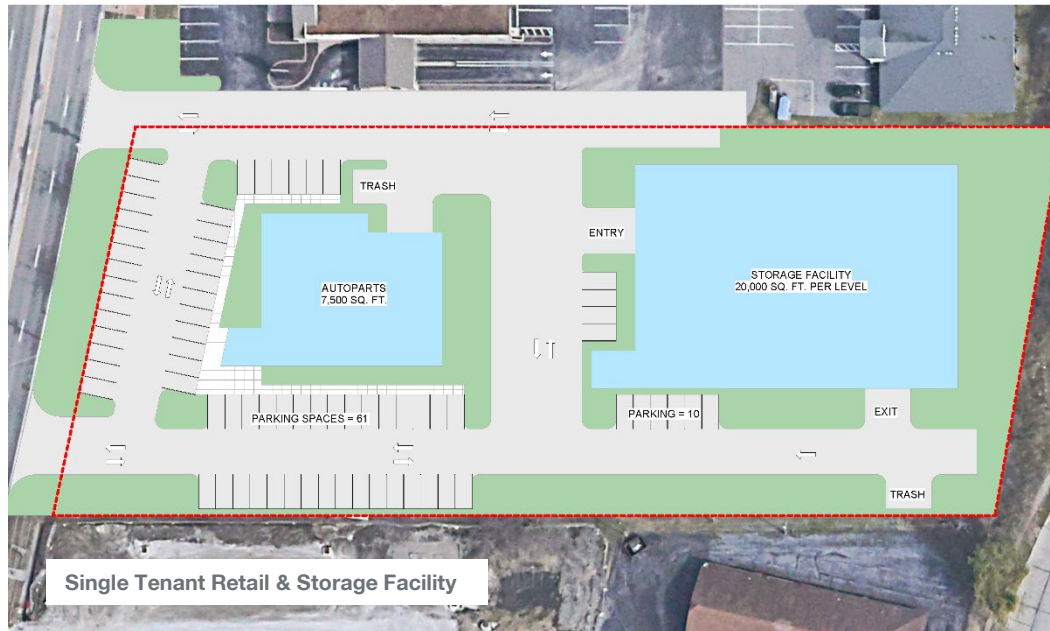 TRASH
ENTRY
AUTOPARTS
7,500 SQ. FT.
STORAGE FACILITY
20,000 SQ. FT. PER LEVEL
PARKING SPACES = 61
PARKING = 10
EXIT
TRASH
Single Tenant Retail & Storage Facility